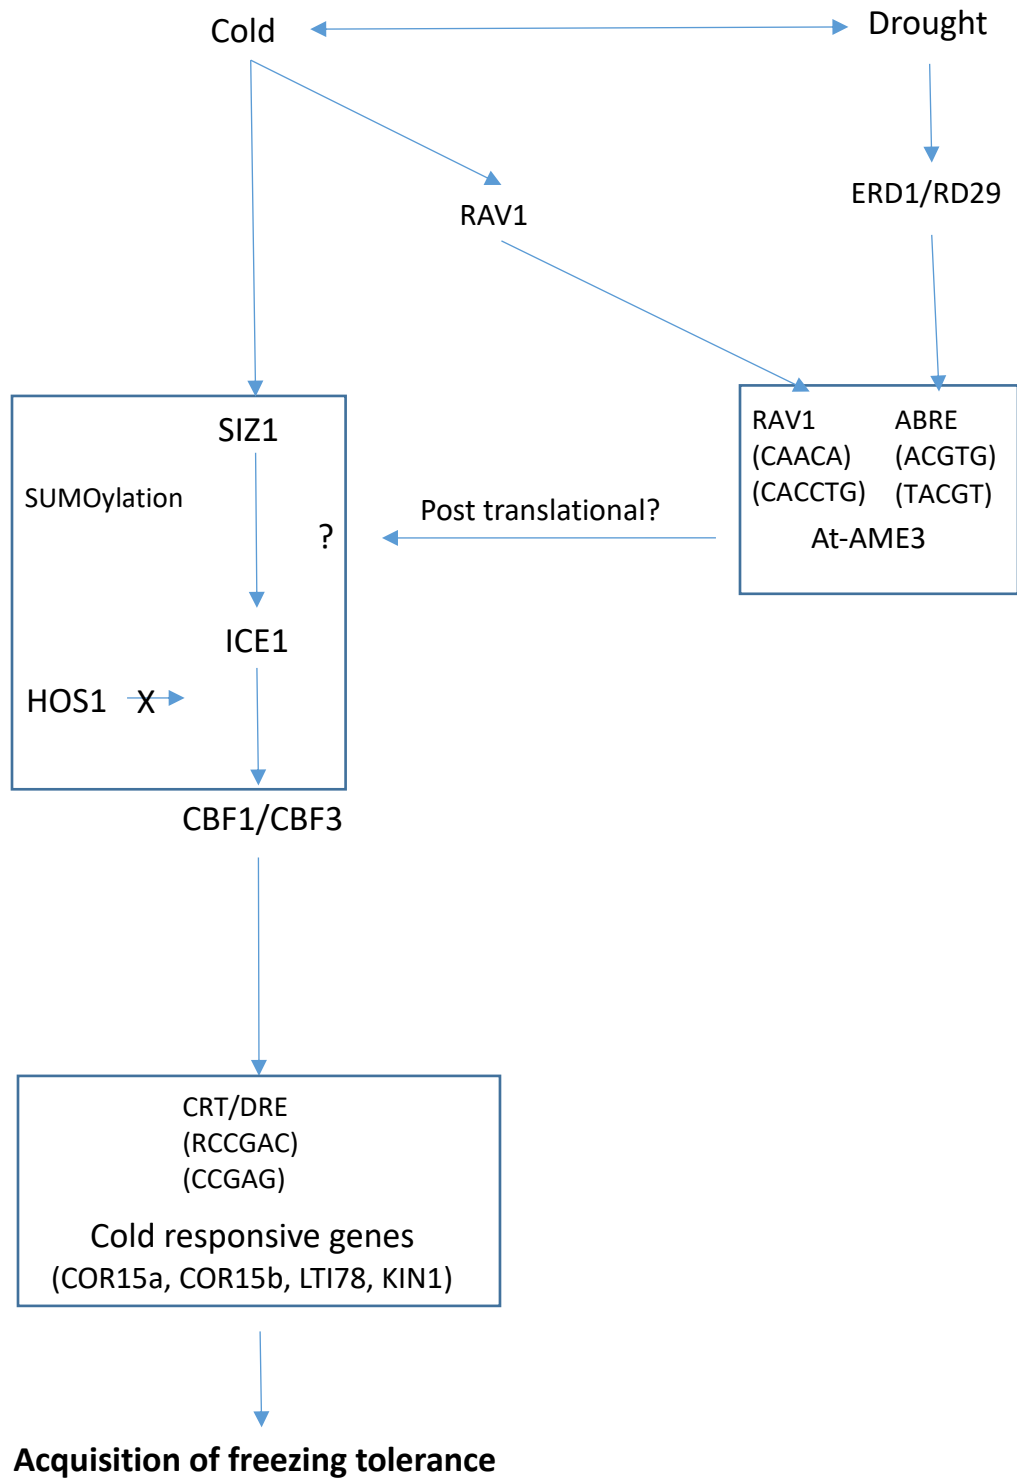 Cold
Drought
ERD1/RD29
RAV1
SIZ1
SUMOylation
?
ICE1
HOS1 X
Post translational?
RAV1 ABRE
(CAACA) (ACGTG)
(CACCTG) (TACGT)
At-AME3
CBF1/CBF3
CRT/DRE
(RCCGAC)
(CCGAG)
Cold responsive genes
(COR15a, COR15b, LTI78, KIN1)
Acquisition of freezing tolerance